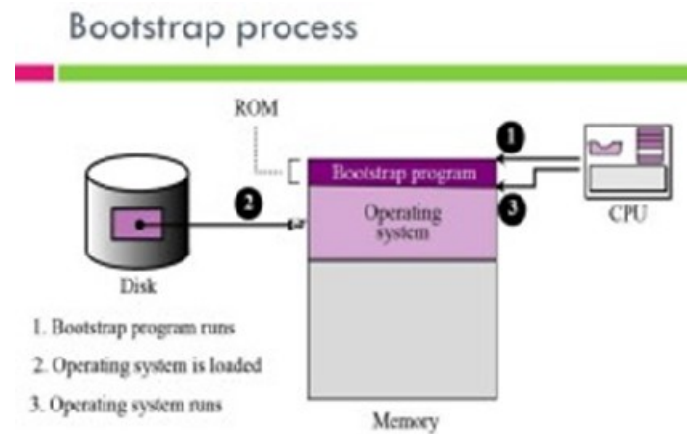 Bootstrap process
ROM
1
Bootstrap program
2
Operating
system
3
CPU
Disk
1. Bootstrap program runs
2. Operating system is loaded
3. Operating system runs
Memory